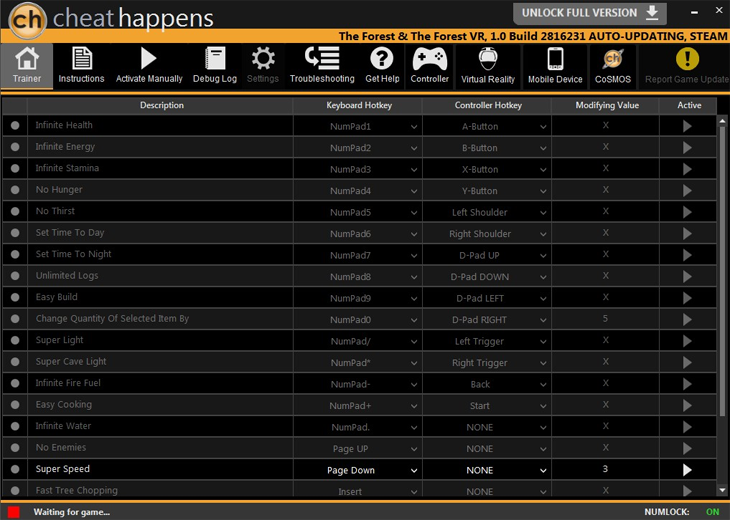 ch cheathappens
UNLOCK FULL VERSION
The Forest & The Forest VR, 1.0 Build 2816231 AUTO-UPDATING, STEAM
Trainer Instructions Activate Manually Debug Log Settings Troubleshooting Get Help Controller Virtual Reality Mobile Device CoSMOS Report Game Update
Description Keyboard Hotkey Controller Hotkey Modifying Value Active
Infinite Health NumPad1 A-Button X
Infinite Energy NumPad2 B-Button X
Infinite Stamina NumPad3 X-Button X
No Hunger NumPad4 Y-Button X
No Thirst NumPad5 Left Shoulder X
Set Time To Day NumPad6 Right Shoulder X
Set Time To Night NumPad7 D-Pad UP X
Unlimited Logs NumPad8 D-Pad DOWN X
Easy Build NumPad9 D-Pad LEFT X
Change Quantity Of Selected Item By NumPad0 D-Pad RIGHT 5
Super Light NumPad/ Left Trigger X
Super Cave Light NumPad* Right Trigger X
Infinite Fire Fuel NumPad- Back X
Easy Cooking NumPad+ Start X
Infinite Water NumPad. NONE X
No Enemies Page UP NONE X
Super Speed Page Down NONE 3
Fast Tree Chopping Insert NONE X
Waiting for game... NUMLOCK: ON